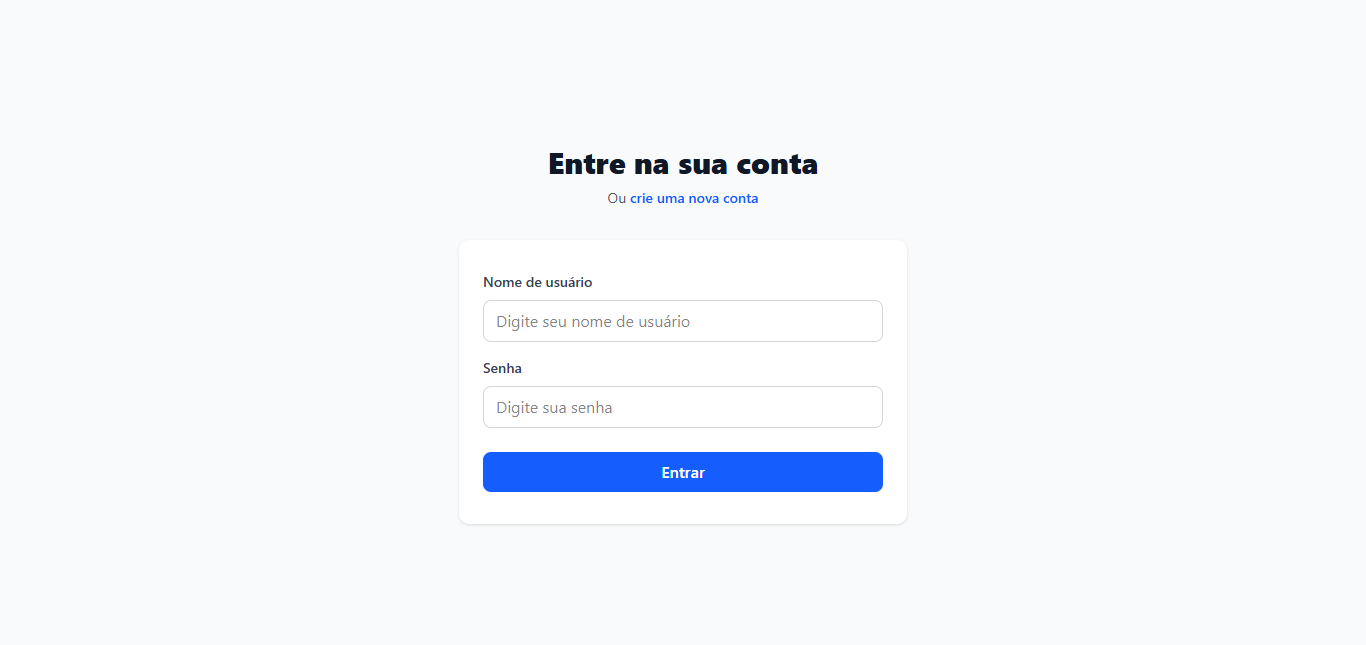 Entre na sua conta
Ou crie uma nova conta
Nome de usuário
Digite seu nome de usuário
Senha
Digite sua senha
Entrar